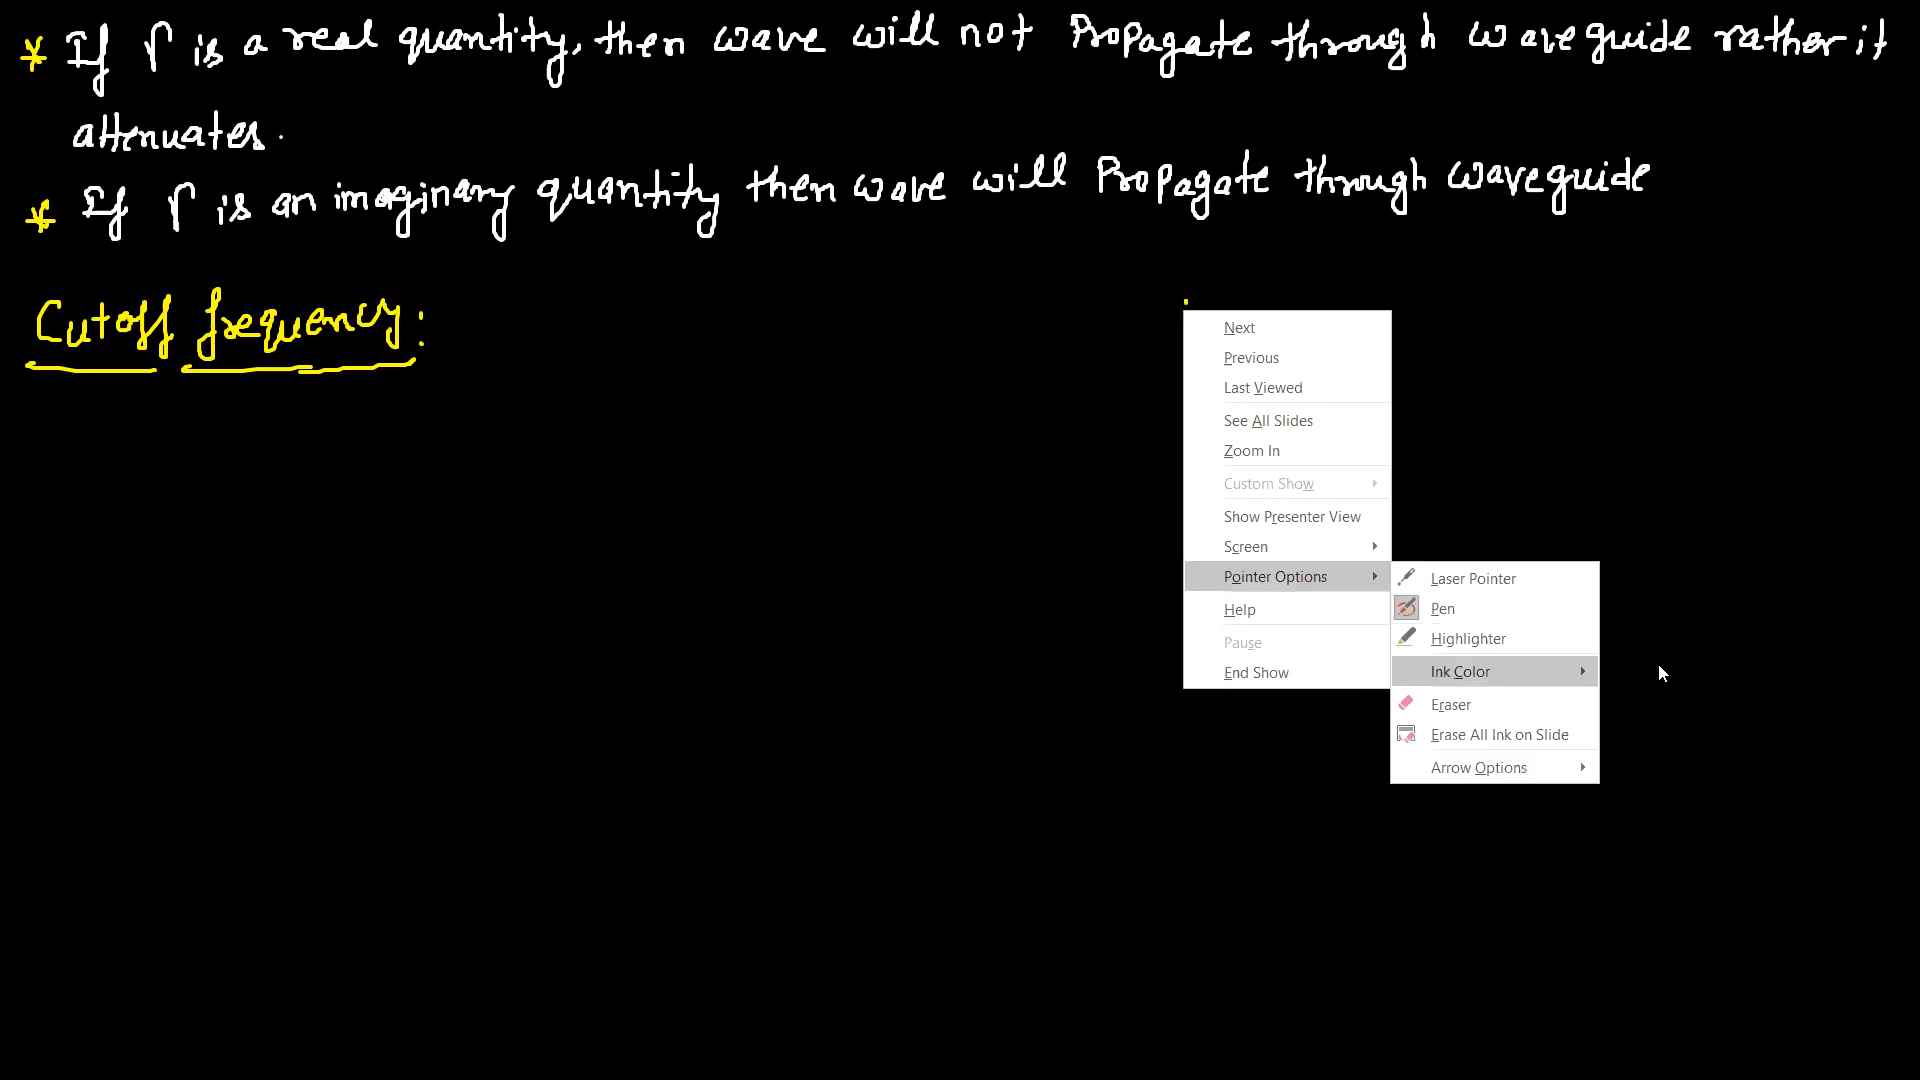 * If Γ is a real quantity, then wave will not Propagate through waveguide rather it
attenuates.
* If Γ is an imaginary quantity then wave will Propagate through waveguide
Cutoff frequency:
Next
Previous
Last Viewed
See All Slides
Zoom In
Custom Show
Show Presenter View
Screen
Pointer Options
Help
Pause
End Show
Laser Pointer
Pen
Highlighter
Ink Color
Eraser
Erase All Ink on Slide
Arrow Options